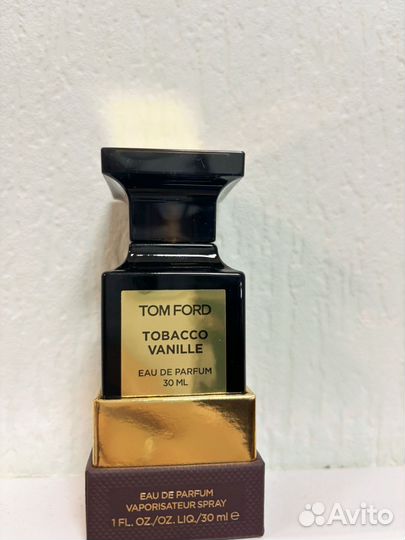 TOM FORD
TOBACCO
VANILLE
EAU DE PARFUM
30 ML
EAU DE PARFUM
VAPORISATEUR SPRAY
1 FL. OZ./OZ. LIQ./30 ml ℮
Avito